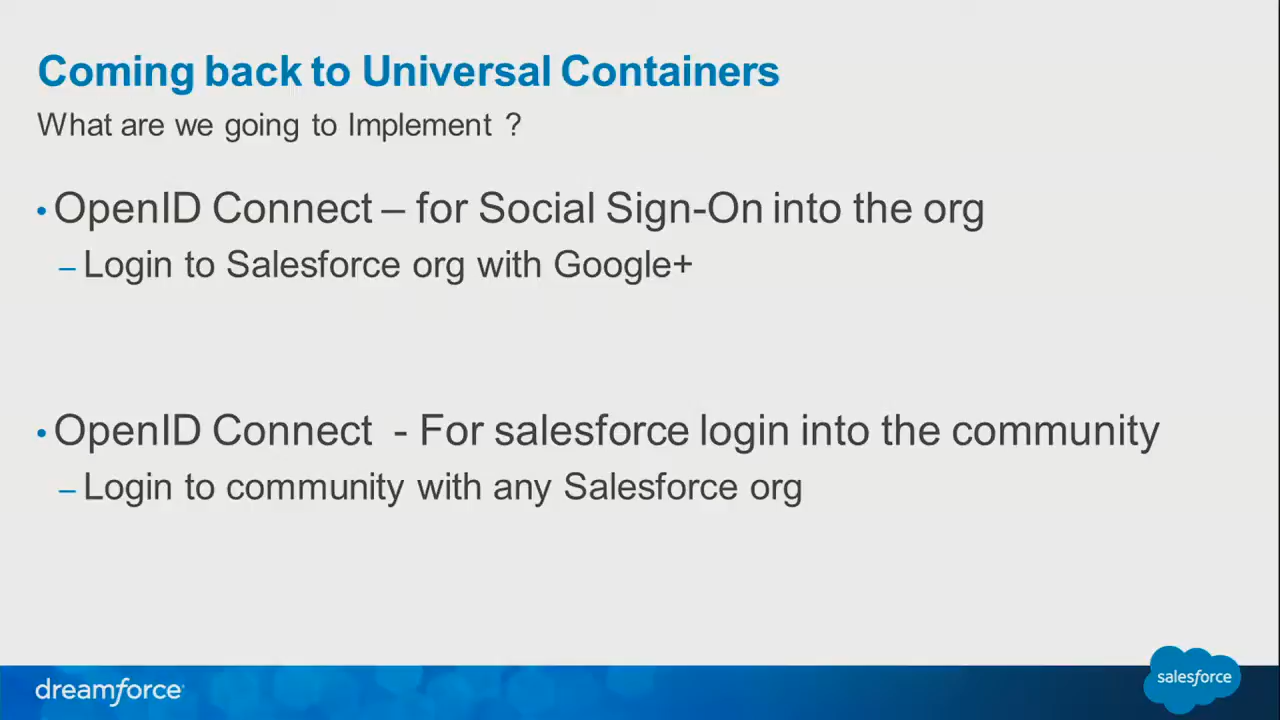 Coming back to Universal Containers
What are we going to Implement ?
• OpenID Connect – for Social Sign-On into the org
– Login to Salesforce org with Google+
• OpenID Connect - For salesforce login into the community
– Login to community with any Salesforce org
dreamforce
salesforce